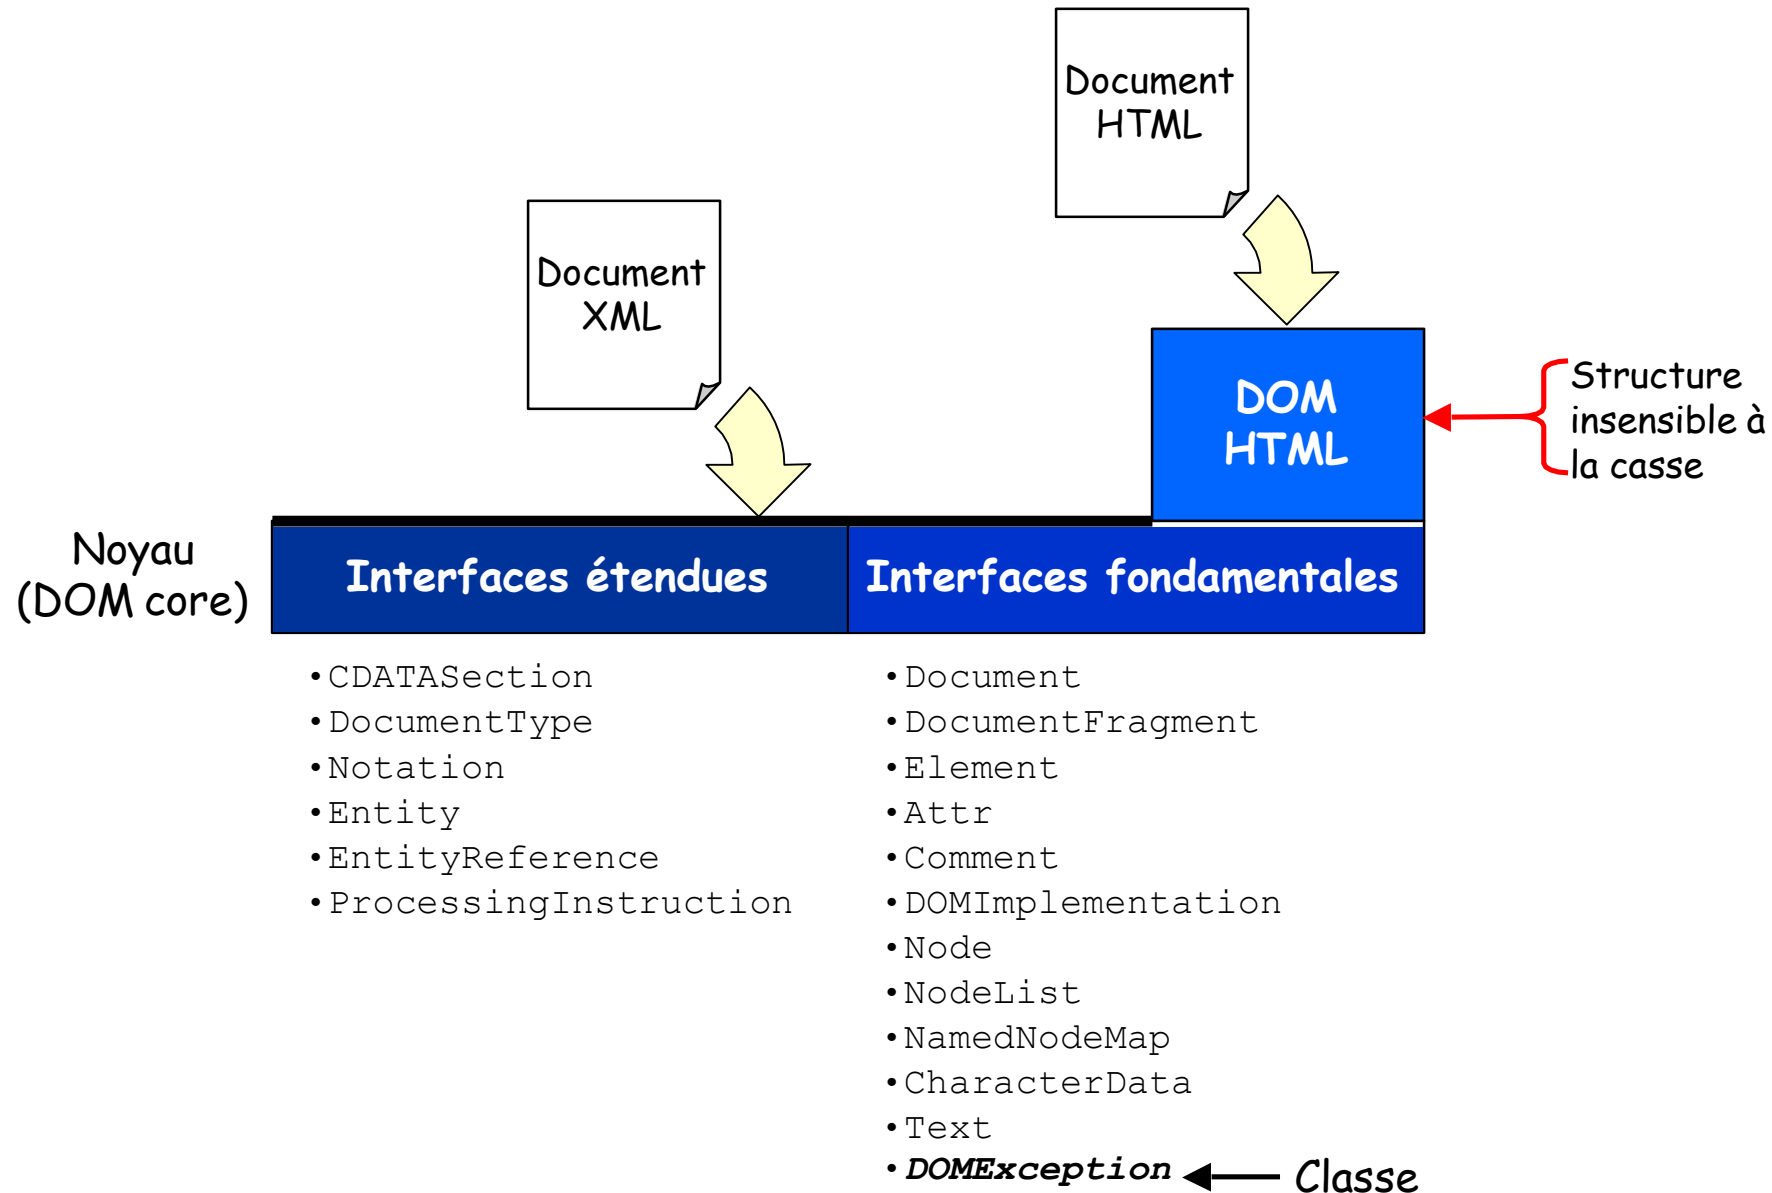 Document
HTML
Document
XML
DOM
HTML
Structure
insensible à
la casse
Noyau
(DOM core)
Interfaces étendues
Interfaces fondamentales
•CDATASection
•DocumentType
•Notation
•Entity
•EntityReference
•ProcessingInstruction
•Document
•DocumentFragment
•Element
•Attr
•Comment
•DOMImplementation
•Node
•NodeList
•NamedNodeMap
•CharacterData
•Text
•DOMException
Classe